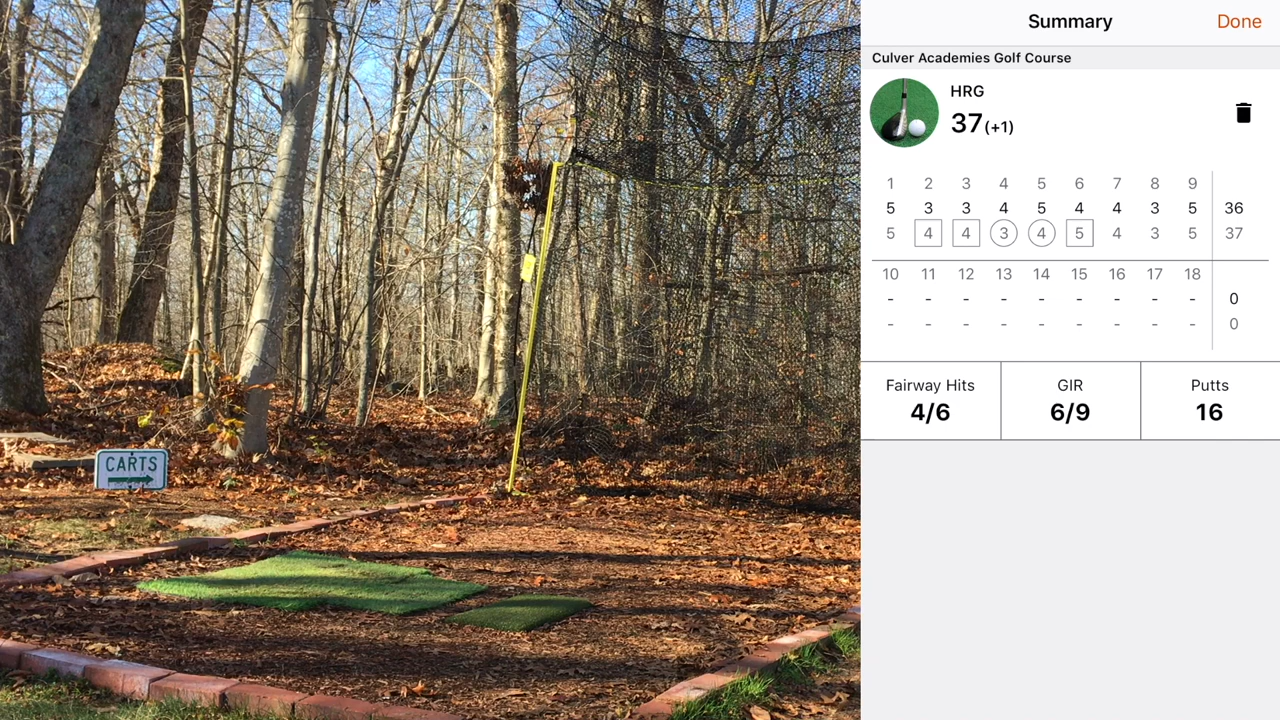 CARTS
Summary Done
Culver Academies Golf Course
HRG
37(+1)
1 2 3 4 5 6 7 8 9
5 3 3 4 5 4 4 3 5 36
5 4 4 3 4 5 4 3 5 37
10 11 12 13 14 15 16 17 18
- - - - - - - - - 0
- - - - - - - - - 0
Fairway Hits GIR Putts
4/6 6/9 16